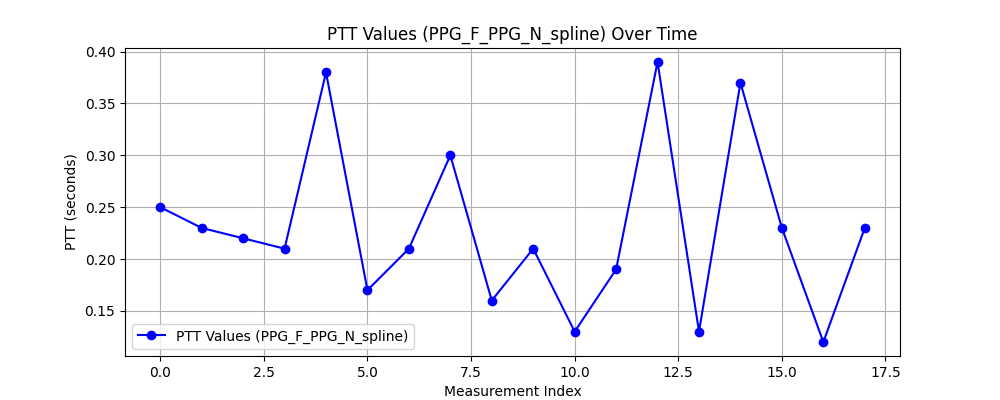 PTT Values (PPG_F_PPG_N_spline) Over Time
PTT (seconds)
0.40
0.35
0.30
0.25
0.20
0.15
PTT Values (PPG_F_PPG_N_spline)
0.0 2.5 5.0 7.5 10.0 12.5 15.0 17.5
Measurement Index